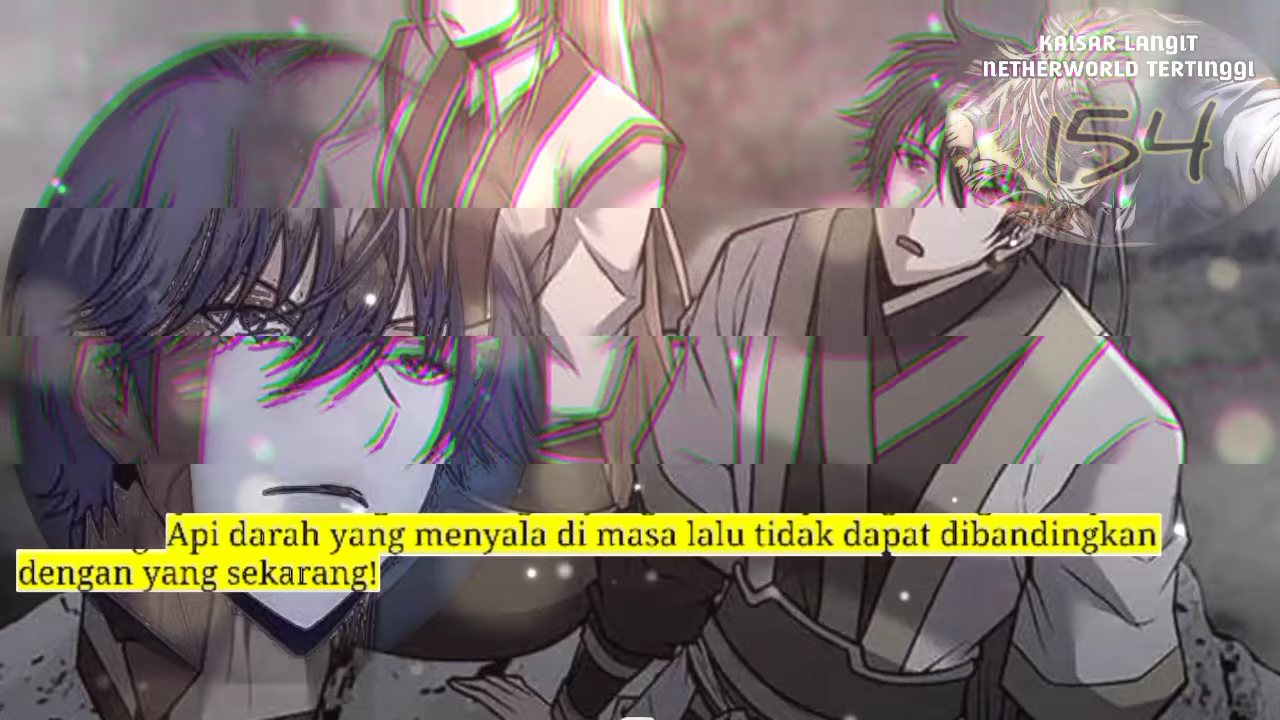 KAISAR LANGIT
NETHERWORLD TERTINGGI
154
Api darah yang menyala di masa lalu tidak dapat dibandingkan
dengan yang sekarang!